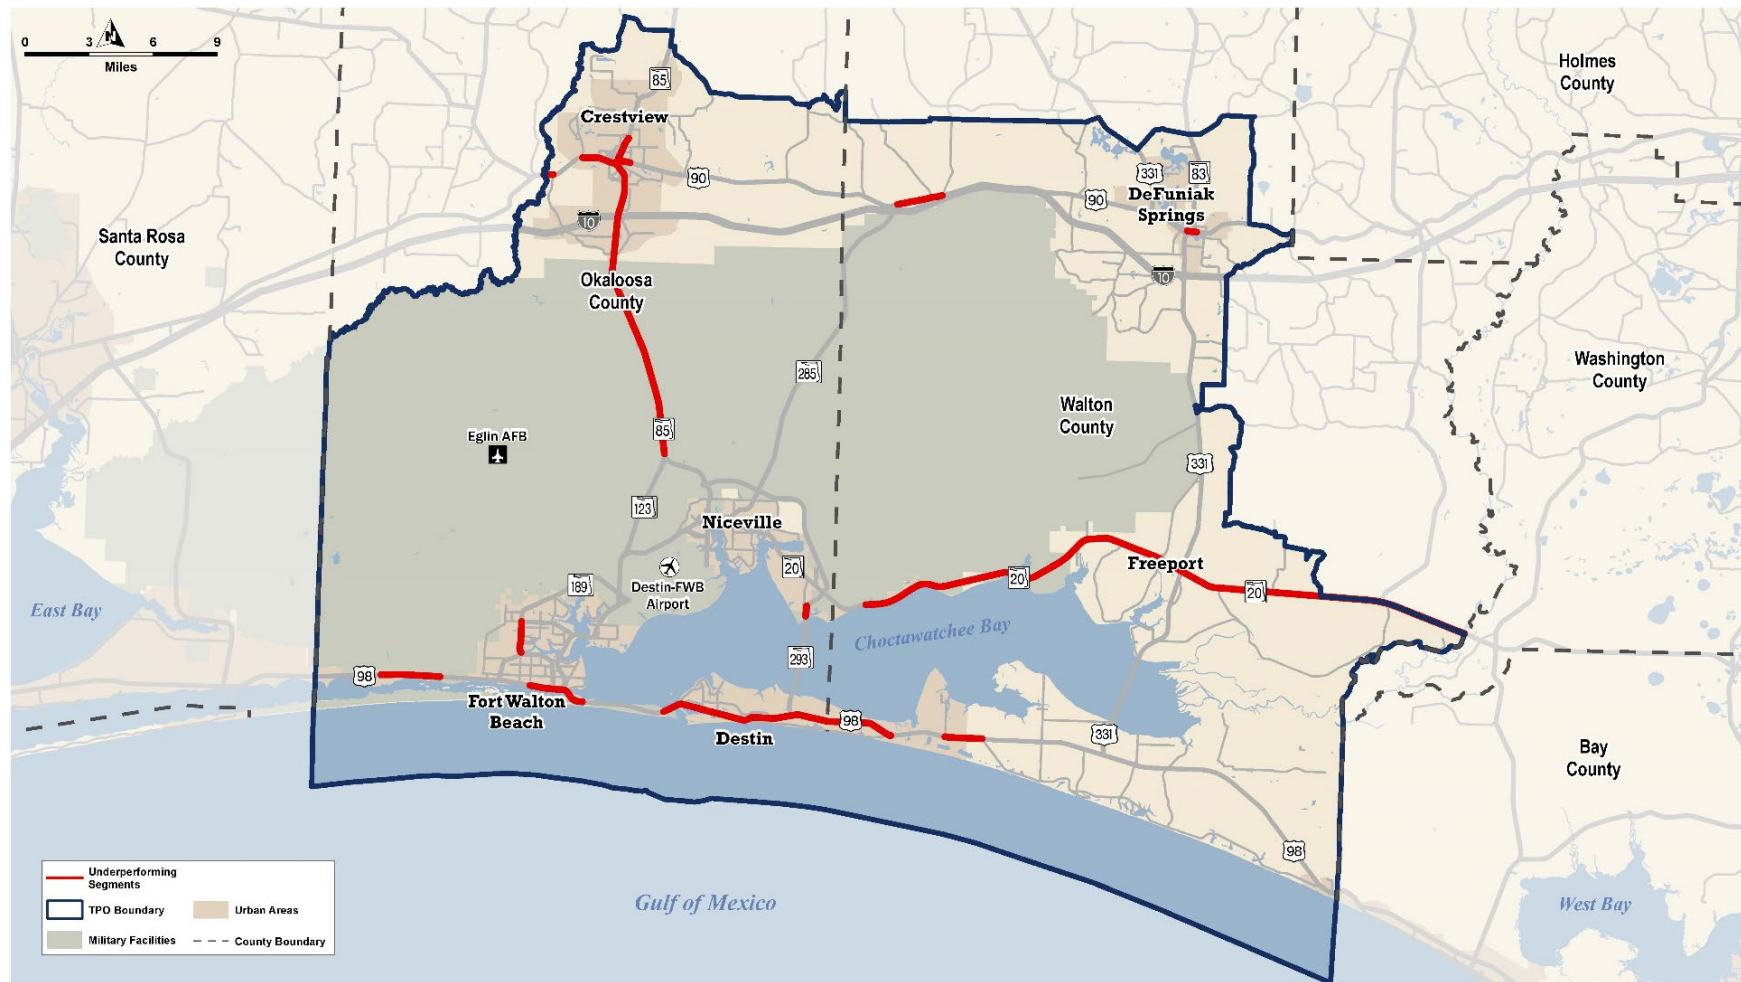 N
0 3 6 9
Miles
Holmes
County
85
Crestview
90
331
83
DeFuniak
Springs
90
10
Santa Rosa
County
Okaloosa
County
10
Washington
County
285
Walton
County
85
Eglin AFB
331
123
Niceville
20
Freeport
20
20
189
Destin-FWB
Airport
East Bay
Choctawatchee Bay
293
98
Fort Walton
Beach
98
Destin
331
Bay
County
98
Underperforming
Segments
TPO Boundary
Urban Areas
Military Facilities
County Boundary
Gulf of Mexico
West Bay